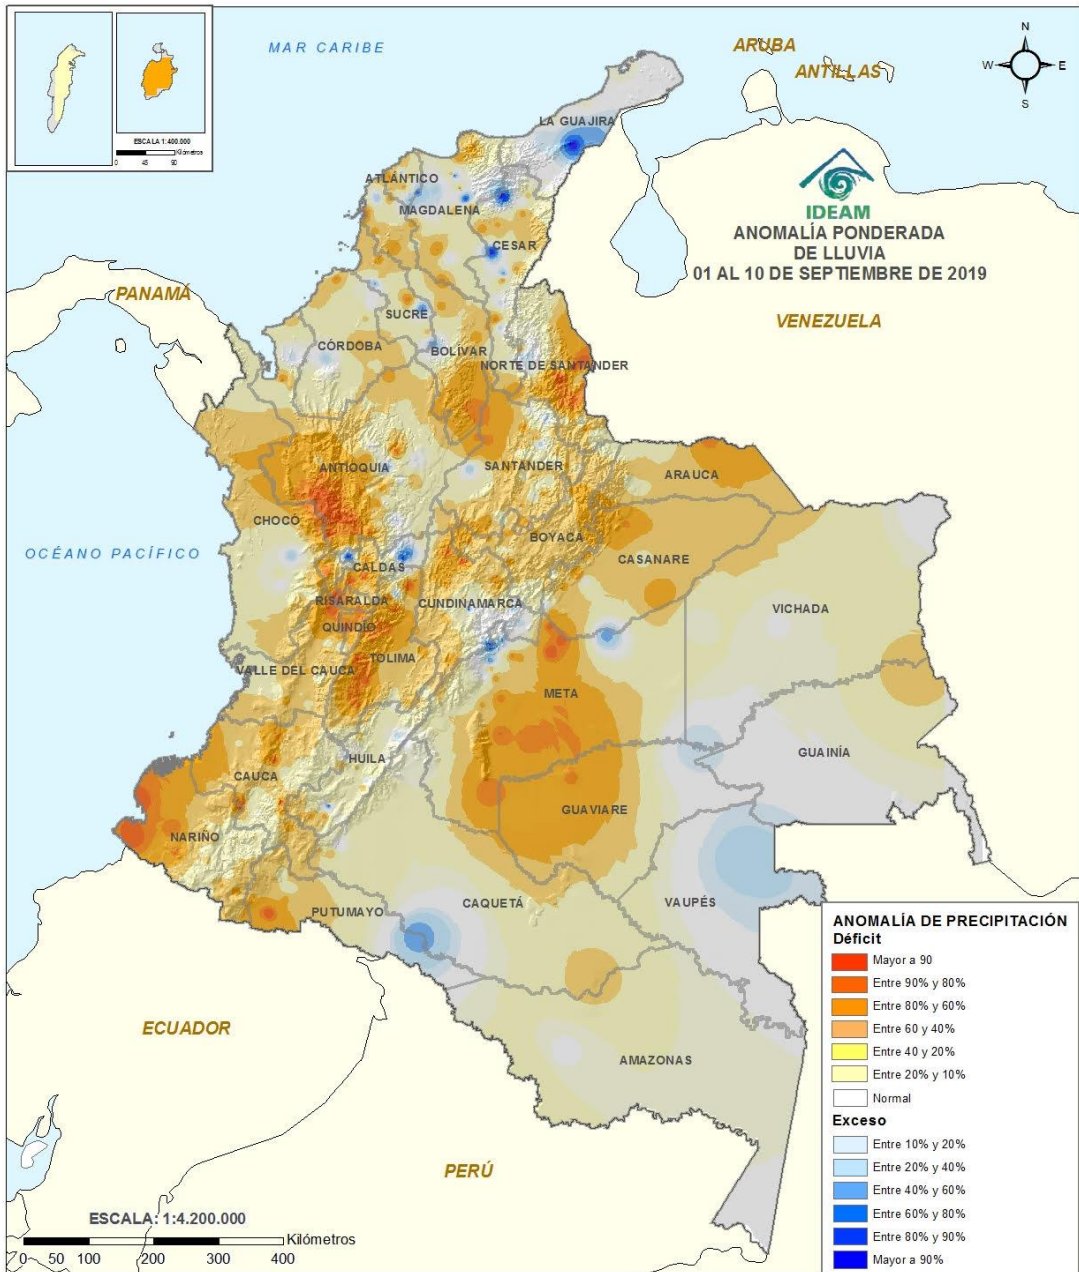 MAR CARIBE
ARUBA
ANTILLAS
N
W
E
S
ESCALA 1:400.000
0 45 90
Kilómetros
LA GUAJIRA
ATLÁNTICO
MAGDALENA
CESAR
IDEAM
ANOMALÍA PONDERADA
DE LLUVIA
01 AL 10 DE SEPTIEMBRE DE 2019
PANAMÁ
VENEZUELA
SUCRE
CÓRDOBA
BOLÍVAR
NORTE DE SANTANDER
ANTIOQUIA
SANTANDER
ARAUCA
CHOCÓ
BOYACA
OCÉANO PACÍFICO
CALDAS
CASANARE
RISARALDA
CUNDINAMARCA
VICHADA
QUINDÍO
TOLIMA
VALLE DEL CAUCA
META
HUILA
GUAINÍA
CAUCA
GUAVIARE
NARIÑO
PUTUMAYO
CAQUETÁ
VAUPÉS
ECUADOR
AMAZONAS
PERÚ
ANOMALÍA DE PRECIPITACIÓN
Déficit
Mayor a 90
Entre 90% y 80%
Entre 80% y 60%
Entre 60 y 40%
Entre 40 y 20%
Entre 20% y 10%
Normal
Exceso
Entre 10% y 20%
Entre 20% y 40%
Entre 40% y 60%
Entre 60% y 80%
Entre 80% y 90%
Mayor a 90%
ESCALA: 1:4.200.000
Kilómetros
0 50 100 200 300 400